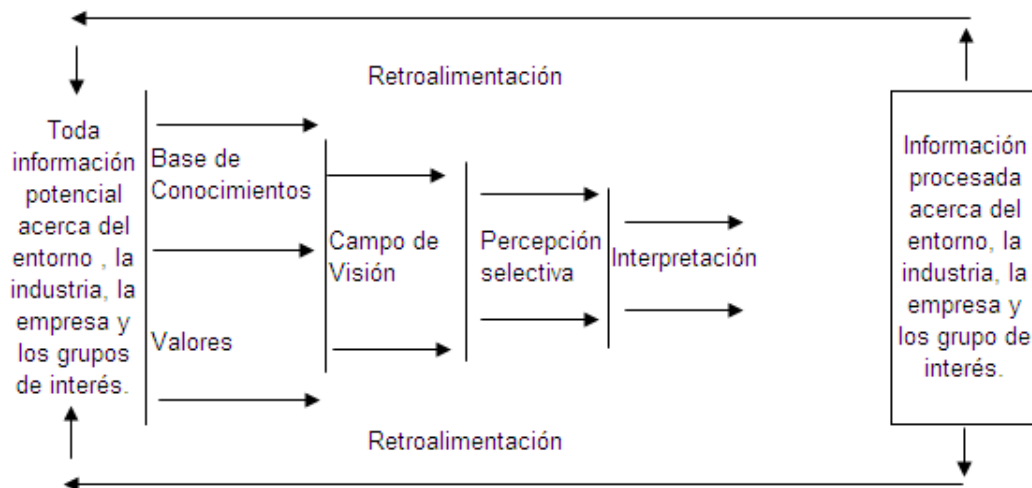 Retroalimentación
Toda
información
potencial
acerca del
entorno , la
industria, la
empresa y
los grupos
de interés.
Base de
Conocimientos
Valores
Campo de
Visión
Percepción
selectiva
Interpretación
Información
procesada
acerca del
entorno, la
industria, la
empresa y
los grupo de
interés.
Retroalimentación